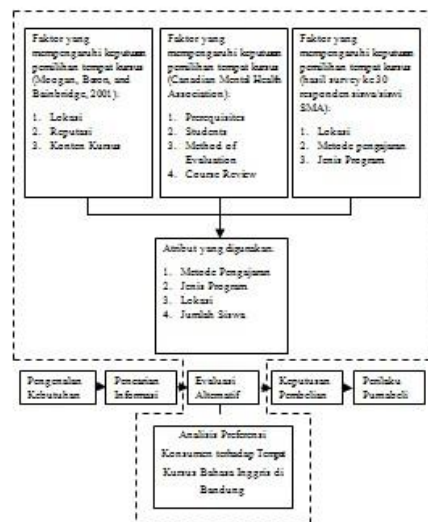 Faktor yang
mempengaruhi keputusan
pemilihan tempat kursus
(Moogan, Baron, and
Bainbridge, 2001):
1. Lokasi
2. Reputasi
3. Konten Kursus
Faktor yang
mempengaruhi keputusan
pemilihan tempat kursus
(Canadian Mental Health
Association):
1. Prerequisites
2. Students
3. Method of
Evaluation
4. Course Review
Faktor yang
mempengaruhi keputusan
pemilihan tempat kursus
(hasil survey ke 30
responden siswa/siswi
SMA):
1. Lokasi
2. Metode pengajaran
3. Jenis Program
Atribut yang digunakan:
1. Metode Pengajaran
2. Jenis Program
3. Lokasi
4. Jumlah Siswa
Pengenalan
Kebutuhan
Pencarian
Informasi
Evaluasi
Alternatif
Keputusan
Pembelian
Perilaku
Purnabeli
Analisis Preferensi
Konsumen terhadap Tempat
Kursus Bahasa Inggris di
Bandung